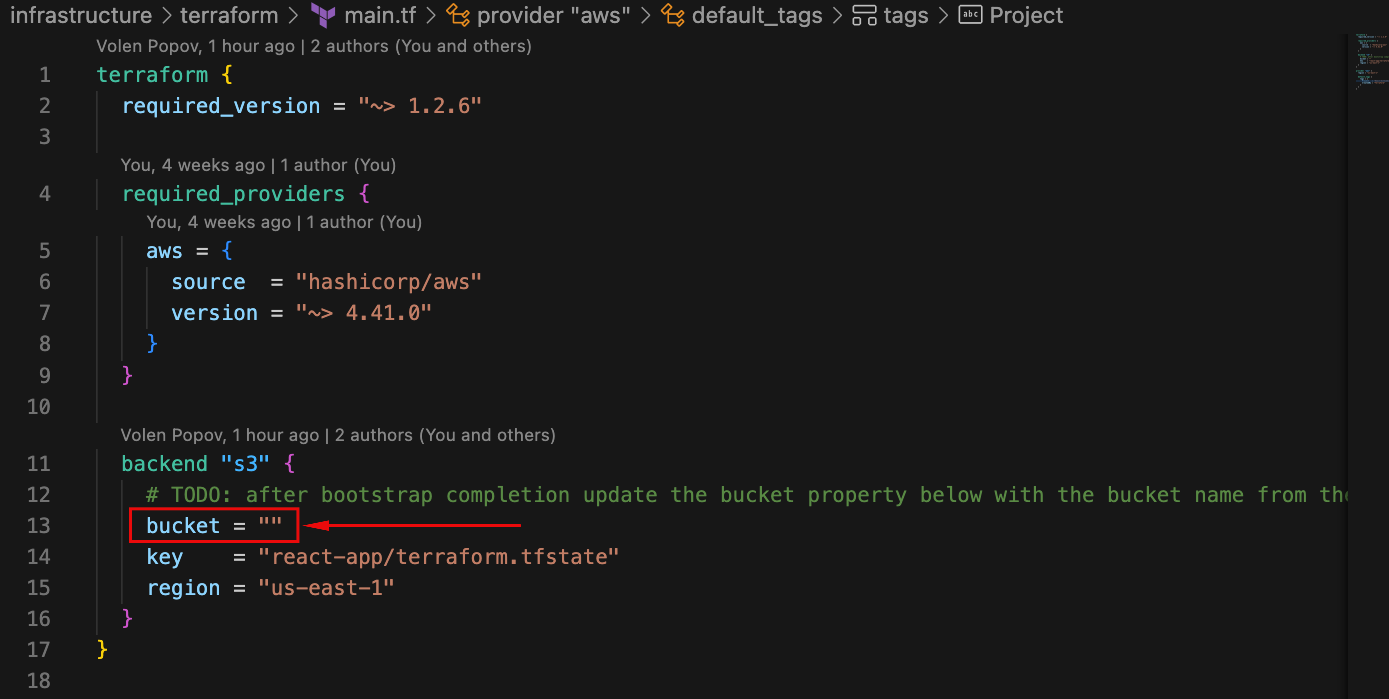 infrastructure > terraform > main.tf > provider "aws" > default_tags > tags > abc Project
Volen Popov, 1 hour ago | 2 authors (You and others)
1 terraform {
2 required_version = "~> 1.2.6"
3
You, 4 weeks ago | 1 author (You)
4 required_providers {
You, 4 weeks ago | 1 author (You)
5 aws = {
6 source = "hashicorp/aws"
7 version = "~> 4.41.0"
8 }
9 }
10
Volen Popov, 1 hour ago | 2 authors (You and others)
11 backend "s3" {
12 # TODO: after bootstrap completion update the bucket property below with the bucket name from
13 bucket = ""
14 key = "react-app/terraform.tfstate"
15 region = "us-east-1"
16 }
17 }
18